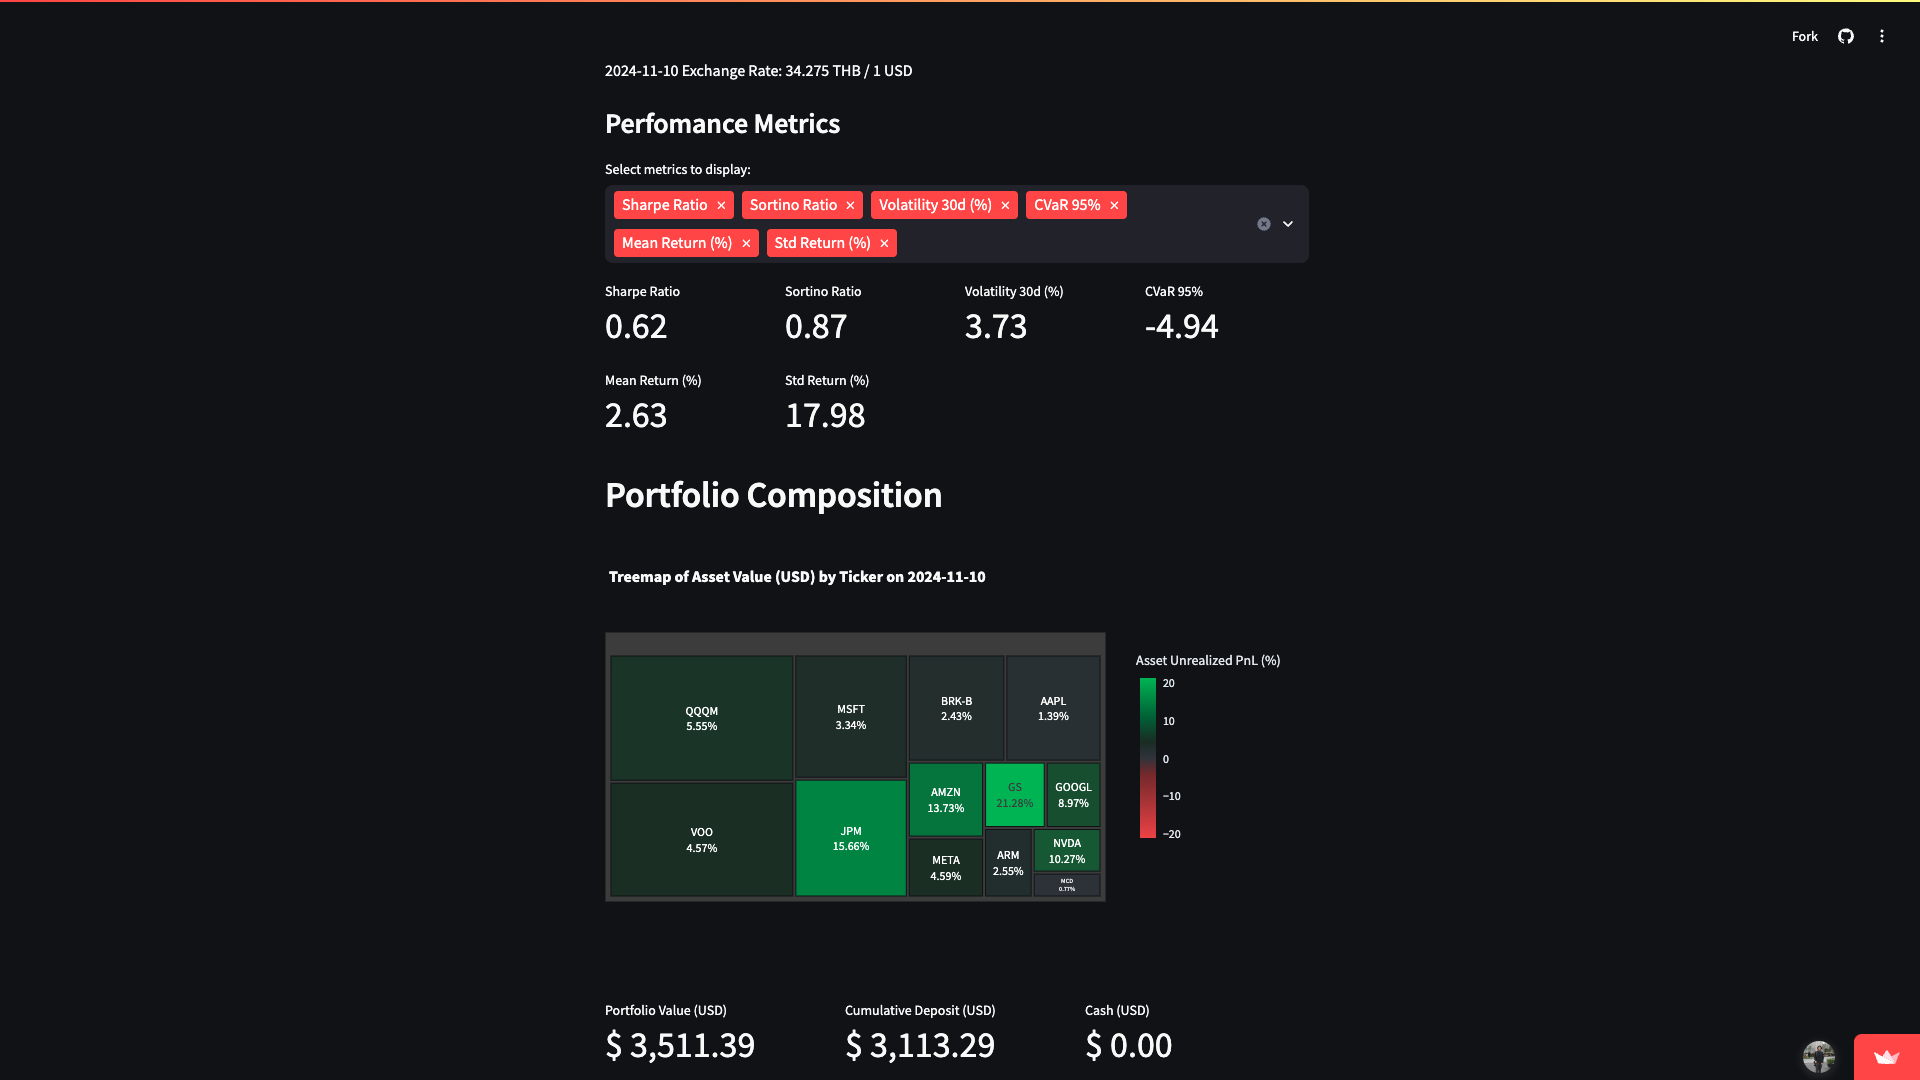 Fork
2024-11-10 Exchange Rate: 34.275 THB / 1 USD
Perfomance Metrics
Select metrics to display:
Sharpe Ratio × Sortino Ratio × Volatility 30d (%) × CVaR 95% ×
Mean Return (%) × Std Return (%) ×
Sharpe Ratio Sortino Ratio Volatility 30d (%) CVaR 95%
0.62 0.87 3.73 -4.94
Mean Return (%) Std Return (%)
2.63 17.98
Portfolio Composition
Treemap of Asset Value (USD) by Ticker on 2024-11-10
QQQM
5.55%
MSFT
3.34%
BRK-B
2.43%
AAPL
1.39%
VOO
4.57%
JPM
15.66%
AMZN
13.73%
GS
21.28%
GOOGL
8.97%
META
4.59%
ARM
2.55%
NVDA
10.27%
MCD
0.77%
Asset Unrealized PnL (%)
20
10
0
−10
−20
Portfolio Value (USD) Cumulative Deposit (USD) Cash (USD)
$ 3,511.39 $ 3,113.29 $ 0.00